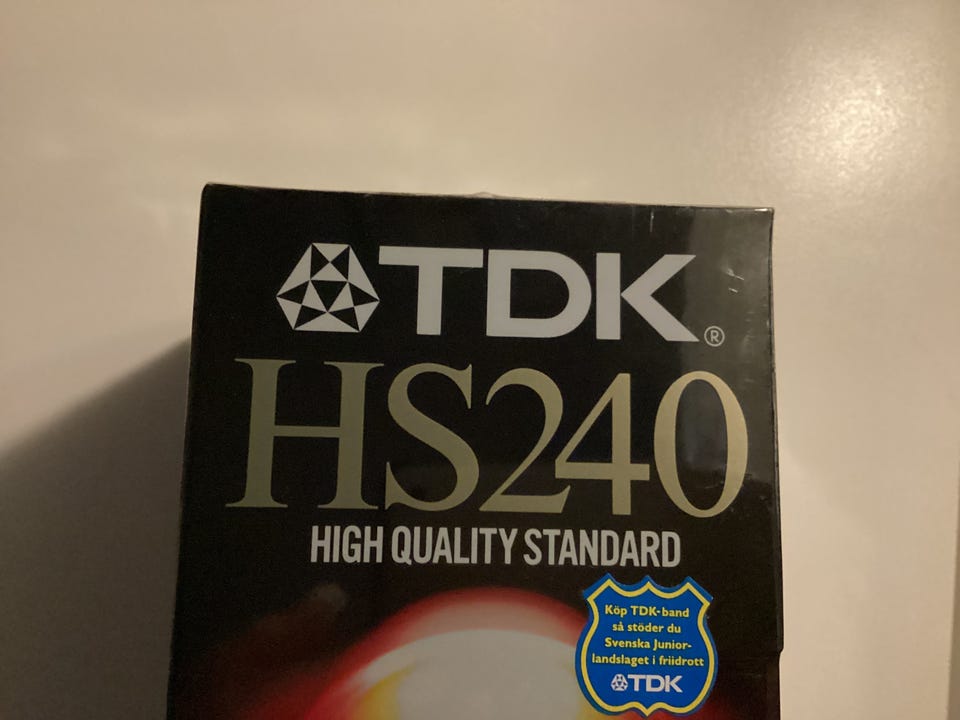 TDK®
HS240
HIGH QUALITY STANDARD
Köp TDK-band
så stöder du
Svenska Junior-
landslaget i friidrott
TDK